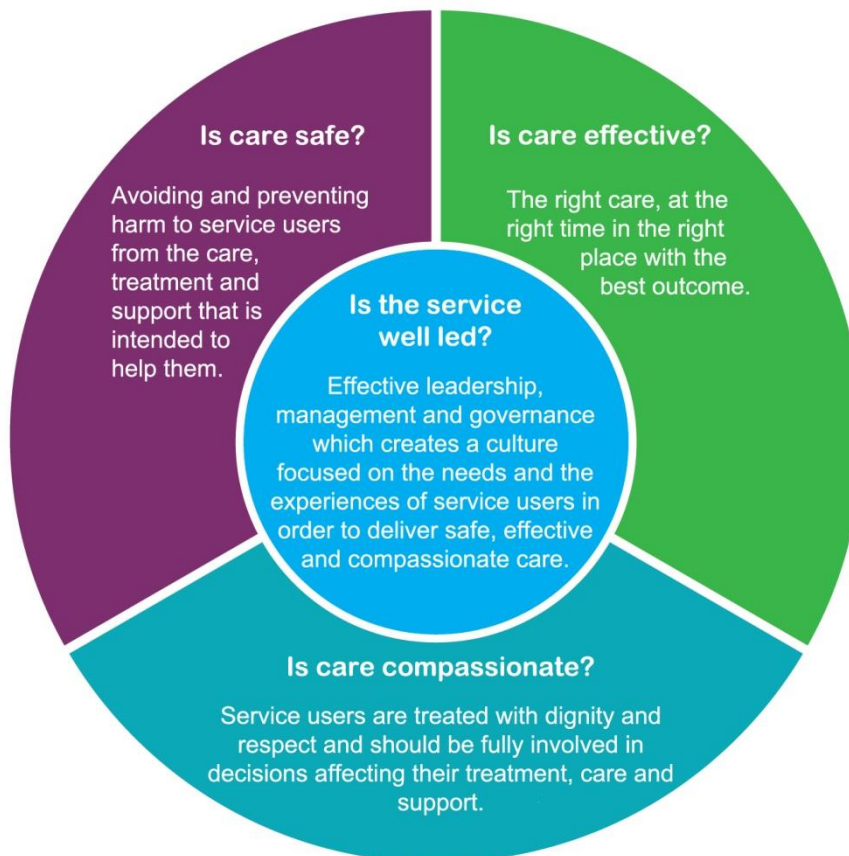 Is care safe?
Avoiding and preventing
harm to service users
from the care,
treatment and
support that is
intended to
help them.
Is care effective?
The right care, at the
right time in the right
place with the
best outcome.
Is the service
well led?
Effective leadership,
management and governance
which creates a culture
focused on the needs and the
experiences of service users in
order to deliver safe, effective
and compassionate care.
Is care compassionate?
Service users are treated with dignity and
respect and should be fully involved in
decisions affecting their treatment, care and
support.